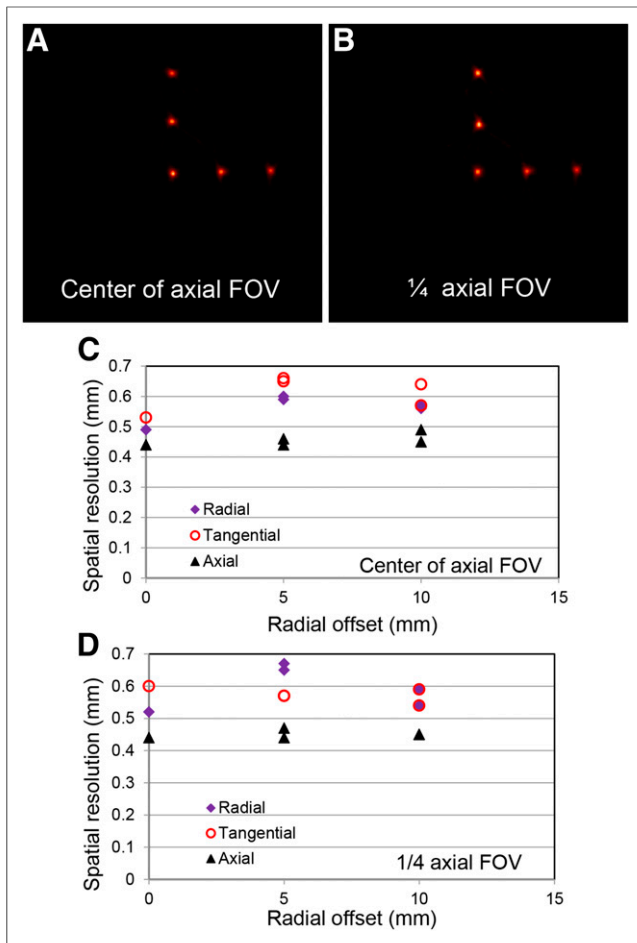 A
B
Center of axial FOV
¼ axial FOV
C
0.7
0.6
0.5
0.4
0.3
0.2
0.1
0
Spatial resolution (mm)
Radial
Tangential
Axial
Center of axial FOV
0
5
10
15
Radial offset (mm)
D
0.7
0.6
0.5
0.4
0.3
0.2
0.1
0
Spatial resolution (mm)
Radial
Tangential
Axial
1/4 axial FOV
0
5
10
15
Radial offset (mm)